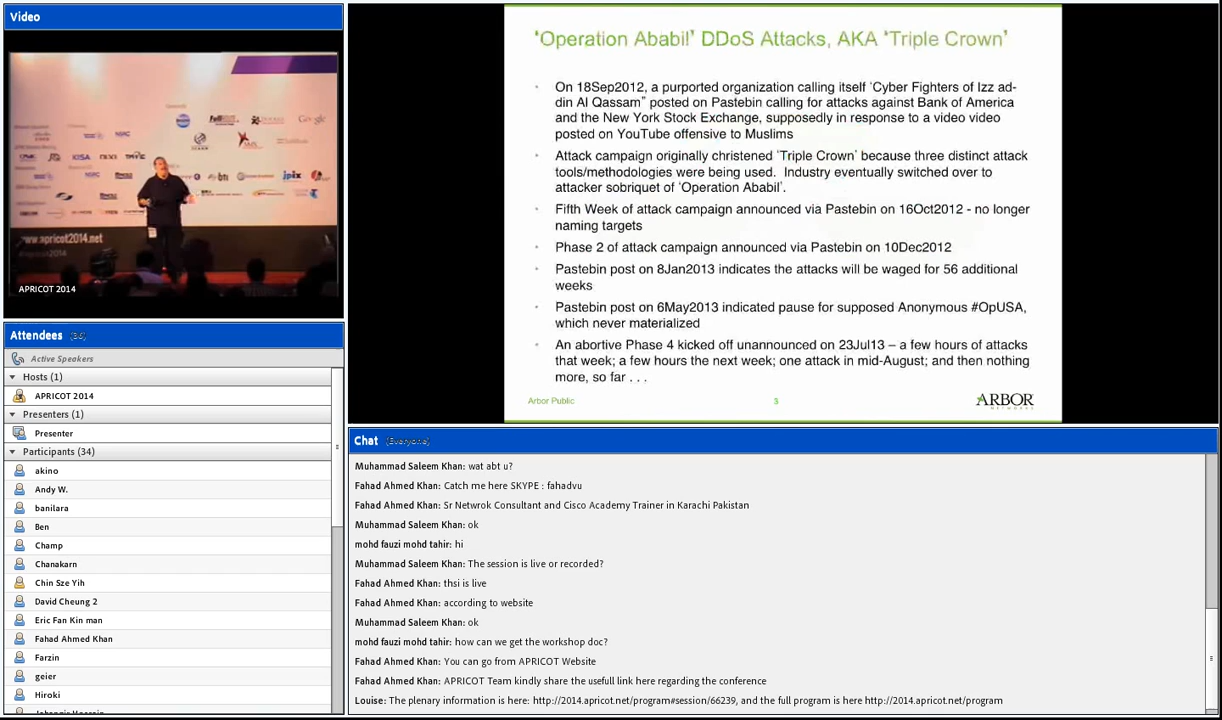 Video
Google
KISA
jpix
www.apricot2014.net
APRICOT 2014
'Operation Ababil' DDoS Attacks, AKA 'Triple Crown'
On 18Sep2012, a purported organization calling itself 'Cyber Fighters of Izz ad-
din Al Qassam" posted on Pastebin calling for attacks against Bank of America
and the New York Stock Exchange, supposedly in response to a video video
posted on YouTube offensive to Muslims
Attack campaign originally christened 'Triple Crown' because three distinct attack
tools/methodologies were being used.  Industry eventually switched over to
attacker sobriquet of 'Operation Ababil'.
Fifth Week of attack campaign announced via Pastebin on 16Oct2012 - no longer
naming targets
Phase 2 of attack campaign announced via Pastebin on 10Dec2012
Pastebin post on 8Jan2013 indicates the attacks will be waged for 56 additional
weeks
Pastebin post on 6May2013 indicated pause for supposed Anonymous #OpUSA,
which never materialized
An abortive Phase 4 kicked off unannounced on 23Jul13 – a few hours of attacks
that week; a few hours the next week; one attack in mid-August; and then nothing
more, so far . . .
Arbor Public
3
ARBOR
NETWORKS
Attendees (36)
Active Speakers
Hosts (1)
APRICOT 2014
Presenters (1)
Presenter
Participants (34)
akino
Andy W.
banilara
Ben
Champ
Chanakarn
Chin Sze Yih
David Cheung 2
Eric Fan Kin man
Fahad Ahmed Khan
Farzin
geier
Hiroki
Chat (Everyone)
Muhammad Saleem Khan: wat abt u?
Fahad Ahmed Khan: Catch me here SKYPE : fahadvu
Fahad Ahmed Khan: Sr Netwrok Consultant and Cisco Academy Trainer in Karachi Pakistan
Muhammad Saleem Khan: ok
mohd fauzi mohd tahir: hi
Muhammad Saleem Khan: The session is live or recorded?
Fahad Ahmed Khan: thsi is live
Fahad Ahmed Khan: according to website
Muhammad Saleem Khan: ok
mohd fauzi mohd tahir: how can we get the workshop doc?
Fahad Ahmed Khan: You can go from APRICOT Website
Fahad Ahmed Khan: APRICOT Team kindly share the usefull link here regarding the conference
Louise: The plenary information is here: http://2014.apricot.net/program#session/66239, and the full program is here http://2014.apricot.net/program